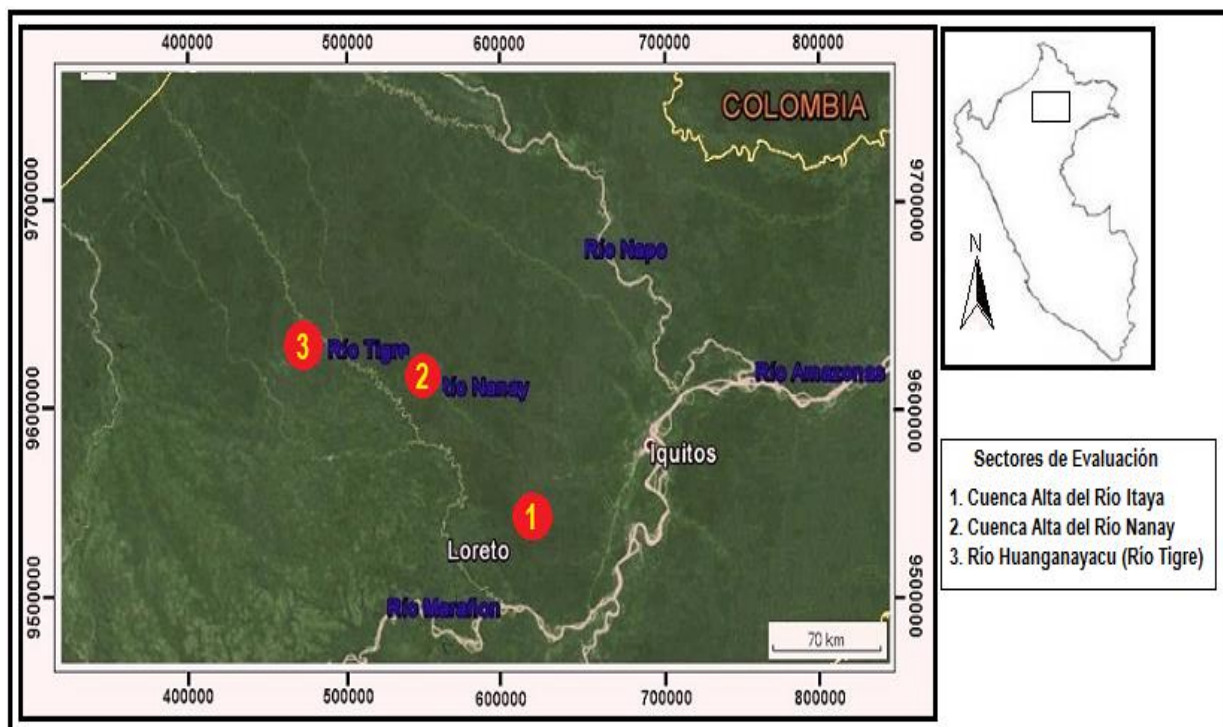 400000 500000 600000 700000 800000
COLOMBIA
9700000
9700000
N
Río Napo
3
Río Tigre
2
Río Nanay
Río Amazonas
9600000
9600000
Iquitos
Sectores de Evaluación
1. Cuenca Alta del Río Itaya
2. Cuenca Alta del Río Nanay
3. Río Huanganayacu (Río Tigre)
1
Loreto
9500000
9500000
Río Marañon
70 km
400000 500000 600000 700000 800000